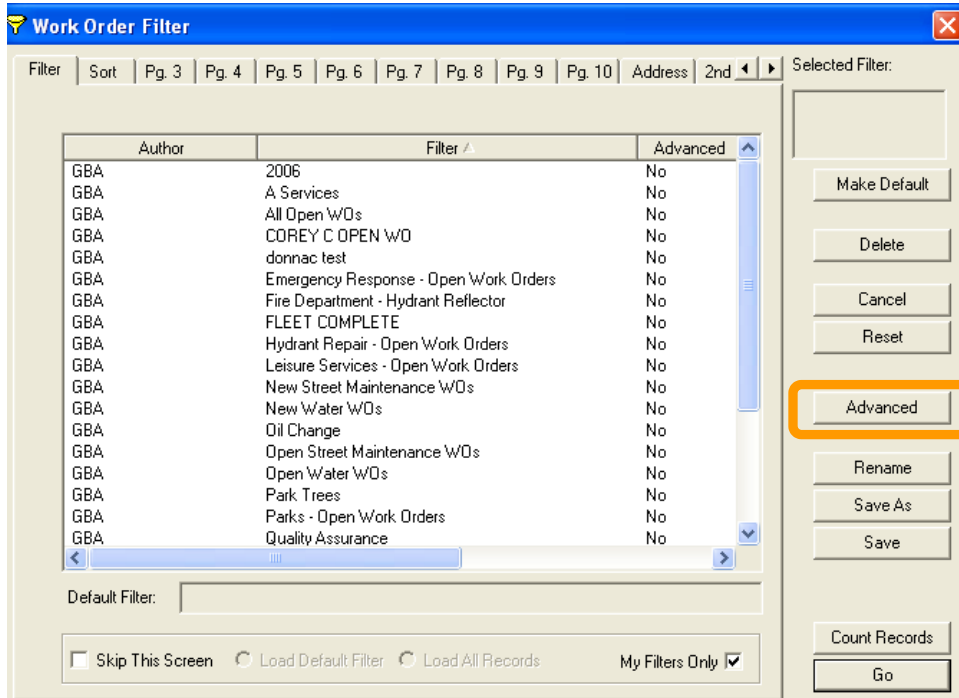 Work Order Filter
Filter Sort Pg. 3 Pg. 4 Pg. 5 Pg. 6 Pg. 7 Pg. 8 Pg. 9 Pg. 10 Address 2nd
Selected Filter:
Author Filter Advanced
GBA 2006 No
GBA A Services No
GBA All Open WOs No
GBA COREY C OPEN WO No
GBA donnac test No
GBA Emergency Response - Open Work Orders No
GBA Fire Department - Hydrant Reflector No
GBA FLEET COMPLETE No
GBA Hydrant Repair - Open Work Orders No
GBA Leisure Services - Open Work Orders No
GBA New Street Maintenance WOs No
GBA New Water WOs No
GBA Oil Change No
GBA Open Street Maintenance WOs No
GBA Open Water WOs No
GBA Park Trees No
GBA Parks - Open Work Orders No
GBA Quality Assurance No
Default Filter:
Skip This Screen Load Default Filter Load All Records My Filters Only
Make Default
Delete
Cancel
Reset
Advanced
Rename
Save As
Save
Count Records
Go